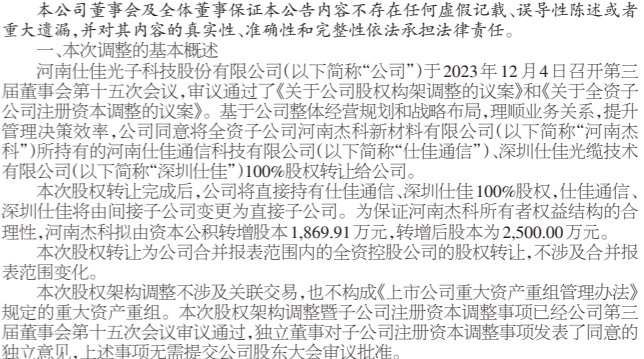 本公司董事会及全体董事保证本公告内容不存在任何虚假记载、误导性陈述或者
重大遗漏,并对其内容的真实性、准确性和完整性依法承担法律责任。
一、本次调整的基本概述
河南仕佳光子科技股份有限公司(以下简称“公司”)于2023年12月4日召开第三
届董事会第十五次会议,审议通过了《关于公司股权构架调整的议案》和《关于全资子
公司注册资本调整的议案》。基于公司整体经营规划和战略布局,理顺业务关系,提升
管理决策效率,公司同意将全资子公司河南杰科新材料有限公司(以下简称“河南杰
科”)所持有的河南仕佳通信科技有限公司(以下简称“仕佳通信”)、深圳仕佳光缆技术
有限公司(以下简称“深圳仕佳”)100%股权转让给公司。
本次股权转让完成后,公司将直接持有仕佳通信、深圳仕佳100%股权,仕佳通信、
深圳仕佳将由间接子公司变更为直接子公司。为保证河南杰科所有者权益结构的合
理性,河南杰科拟由资本公积转增股本1,869.91万元,转增后股本为2,500.00万元。
本次股权转让为公司合并报表范围内的全资控股公司的股权转让,不涉及合并报
表范围变化。
本次股权架构调整不涉及关联交易,也不构成《上市公司重大资产重组管理办法》
规定的重大资产重组。本次股权架构调整暨子公司注册资本调整事项已经公司第三
届董事会第十五次会议审议通过,独立董事对子公司注册资本调整事项发表了同意的
独立意见,上述事项无需提交公司股东大会审议批准。